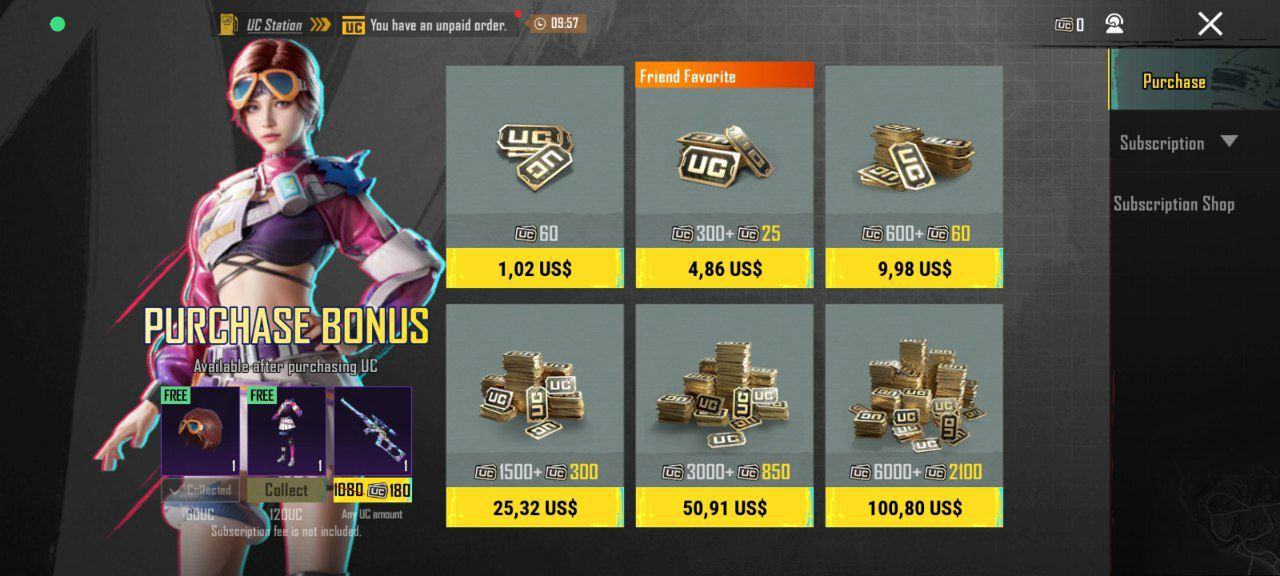 UC Station
UC You have an unpaid order.
09:57
UC 0
Purchase
Subscription
Subscription Shop
Friend Favorite
UC 60
1,02 US$
UC 300+ UC 25
4,86 US$
UC 600+ UC 60
9,98 US$
UC 1500+ UC 300
25,32 US$
UC 3000+ UC 850
50,91 US$
UC 6000+ UC 2100
100,80 US$
PURCHASE BONUS
Available after purchasing UC
FREE
1
FREE
1
1
Collected
Collect
1080 UC 180
60UC
120UC
Any UC amount
Subscription fee is not included.